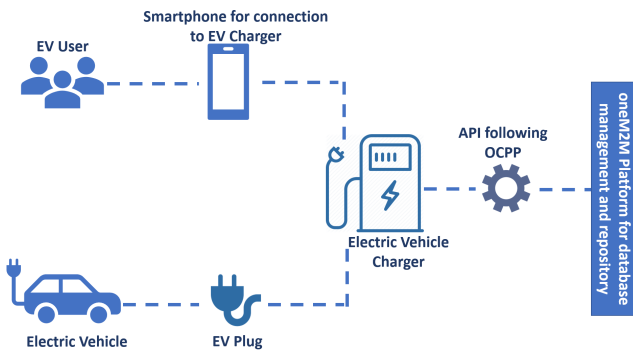 Smartphone for connection
to EV Charger
EV User
API following
OCPP
oneM2M Platform for database
management and repository
Electric Vehicle
Charger
Electric Vehicle
EV Plug